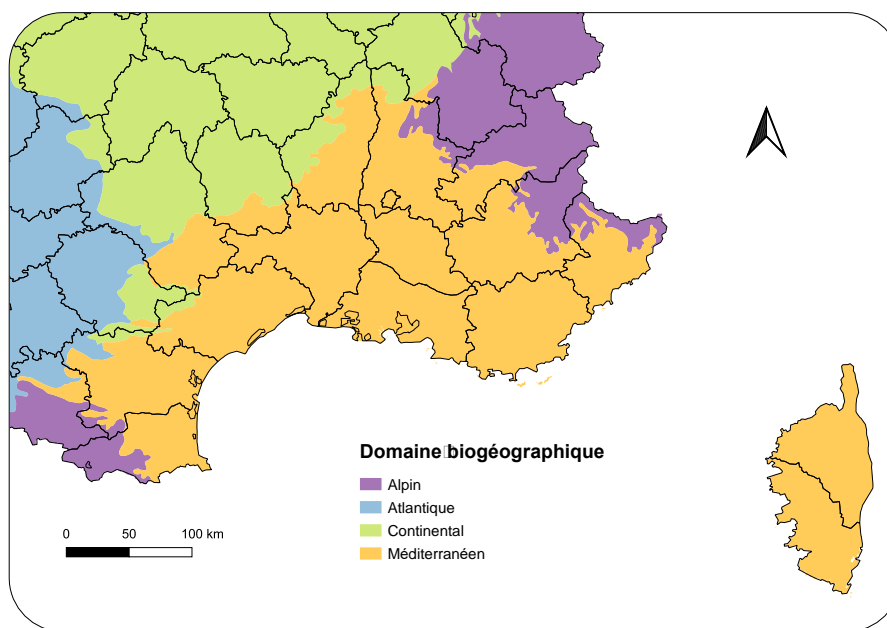 Domaine biogéographique
Alpin
Atlantique
Continental
Méditerranéen
0 50 100 km